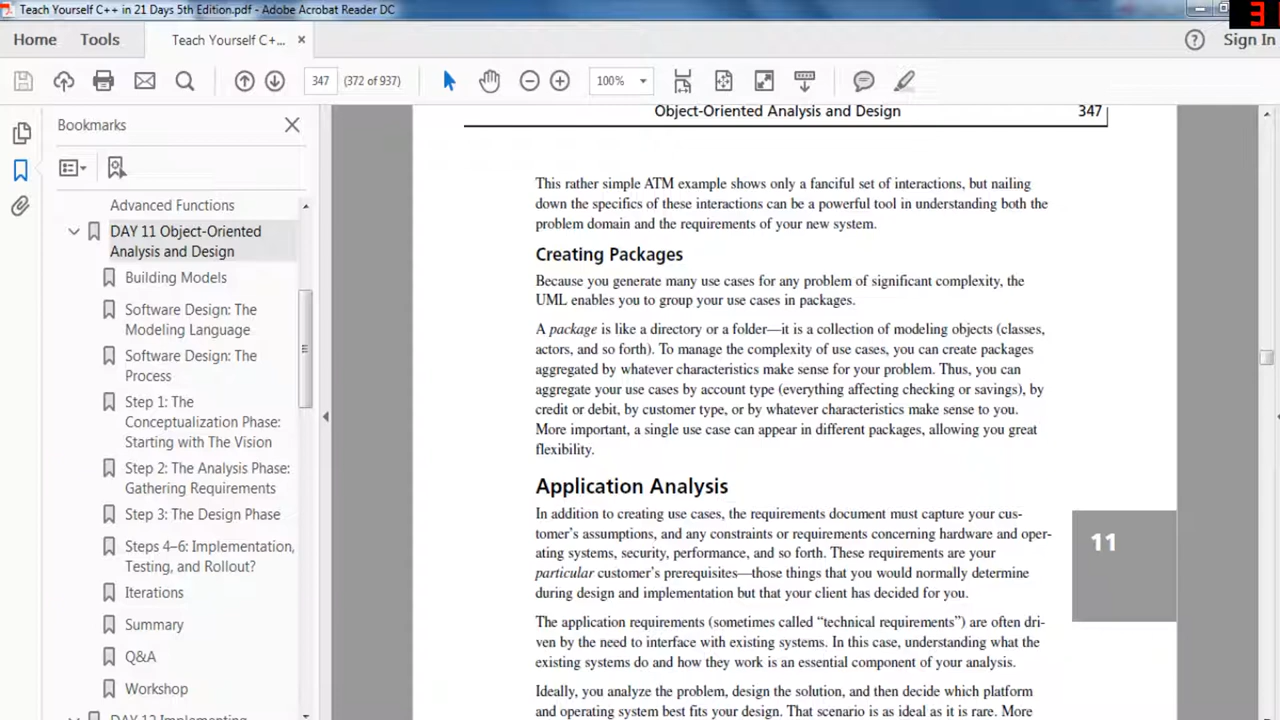 Teach Yourself C++ in 21 Days 5th Edition.pdf - Adobe Acrobat Reader DC
3
Home
Tools
Teach Yourself C+...
Sign In
347
(372 of 937)
100%
Bookmarks
Advanced Functions
DAY 11 Object-Oriented
Analysis and Design
Building Models
Software Design: The
Modeling Language
Software Design: The
Process
Step 1: The
Conceptualization Phase:
Starting with The Vision
Step 2: The Analysis Phase:
Gathering Requirements
Step 3: The Design Phase
Steps 4–6: Implementation,
Testing, and Rollout?
Iterations
Summary
Q&A
Workshop
DAY 12 Implementing
Object-Oriented Analysis and Design
347
This rather simple ATM example shows only a fanciful set of interactions, but nailing
down the specifics of these interactions can be a powerful tool in understanding both the
problem domain and the requirements of your new system.
Creating Packages
Because you generate many use cases for any problem of significant complexity, the
UML enables you to group your use cases in packages.
A package is like a directory or a folder—it is a collection of modeling objects (classes,
actors, and so forth). To manage the complexity of use cases, you can create packages
aggregated by whatever characteristics make sense for your problem. Thus, you can
aggregate your use cases by account type (everything affecting checking or savings), by
credit or debit, by customer type, or by whatever characteristics make sense to you.
More important, a single use case can appear in different packages, allowing you great
flexibility.
Application Analysis
In addition to creating use cases, the requirements document must capture your cus-
tomer's assumptions, and any constraints or requirements concerning hardware and oper-
ating systems, security, performance, and so forth. These requirements are your
particular customer's prerequisites—those things that you would normally determine
during design and implementation but that your client has decided for you.
The application requirements (sometimes called “technical requirements”) are often dri-
ven by the need to interface with existing systems. In this case, understanding what the
existing systems do and how they work is an essential component of your analysis.
Ideally, you analyze the problem, design the solution, and then decide which platform
and operating system best fits your design. That scenario is as ideal as it is rare. More
11